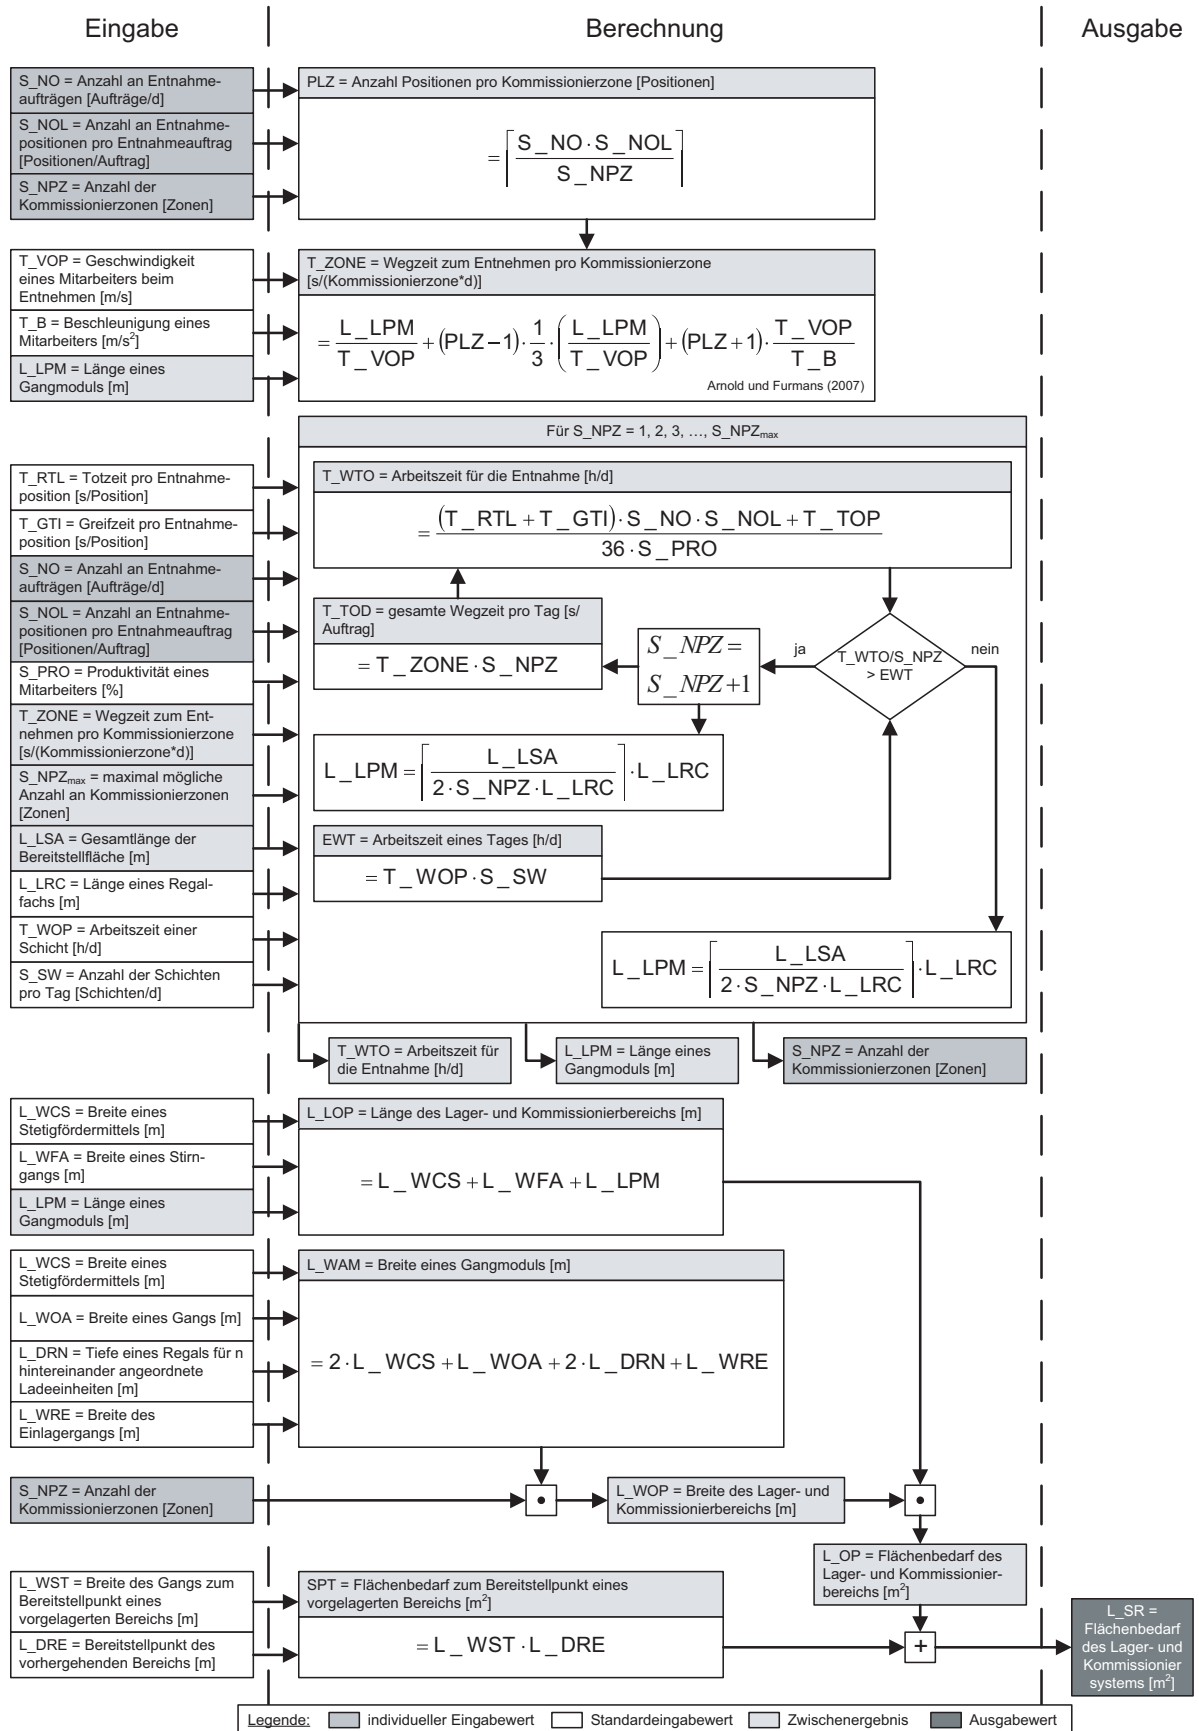 Eingabe
Berechnung
Ausgabe
S_NO = Anzahl an Entnahme-
aufträgen [Aufträge/d]
S_NOL = Anzahl an Entnahme-
positionen pro Entnahmeauftrag
[Positionen/Auftrag]
S_NPZ = Anzahl der
Kommissionierzonen [Zonen]
PLZ = Anzahl Positionen pro Kommissionierzone [Positionen]
= ⌈ (S_NO · S_NOL) / S_NPZ ⌉
T_VOP = Geschwindigkeit
eines Mitarbeiters beim
Entnehmen [m/s]
T_B = Beschleunigung eines
Mitarbeiters [m/s²]
L_LPM = Länge eines
Gangmoduls [m]
T_ZONE = Wegzeit zum Entnehmen pro Kommissionierzone
[s/(Kommissionierzone*d)]
= L_LPM / T_VOP + (PLZ−1) · 1/3 · (L_LPM / T_VOP) + (PLZ+1) · T_VOP / T_B
Arnold und Furmans (2007)
Für S_NPZ = 1, 2, 3, …, S_NPZmax
T_RTL = Totzeit pro Entnahme-
position [s/Position]
T_GTI = Greifzeit pro Entnahme-
position [s/Position]
S_NO = Anzahl an Entnahme-
aufträgen [Aufträge/d]
S_NOL = Anzahl an Entnahme-
positionen pro Entnahmeauftrag
[Positionen/Auftrag]
S_PRO = Produktivität eines
Mitarbeiters [%]
T_ZONE = Wegzeit zum Ent-
nehmen pro Kommissionierzone
[s/(Kommissionierzone*d)]
S_NPZmax = maximal mögliche
Anzahl an Kommissionierzonen
[Zonen]
L_LSA = Gesamtlänge der
Bereitstellfläche [m]
L_LRC = Länge eines Regal-
fachs [m]
T_WOP = Arbeitszeit einer
Schicht [h/d]
S_SW = Anzahl der Schichten
pro Tag [Schichten/d]
T_WTO = Arbeitszeit für die Entnahme [h/d]
= ((T_RTL + T_GTI) · S_NO · S_NOL + T_TOP) / (36 · S_PRO)
T_TOD = gesamte Wegzeit pro Tag [s/
Auftrag]
= T_ZONE · S_NPZ
S_NPZ =
S_NPZ+1
ja
T_WTO/S_NPZ
> EWT
nein
L_LPM = ⌈ L_LSA / (2 · S_NPZ · L_LRC) ⌉ · L_LRC
EWT = Arbeitszeit eines Tages [h/d]
= T_WOP · S_SW
L_LPM = ⌈ L_LSA / (2 · S_NPZ · L_LRC) ⌉ · L_LRC
T_WTO = Arbeitszeit für
die Entnahme [h/d]
L_LPM = Länge eines
Gangmoduls [m]
S_NPZ = Anzahl der
Kommissionierzonen [Zonen]
L_WCS = Breite eines
Stetigfördermittels [m]
L_WFA = Breite eines Stirn-
gangs [m]
L_LPM = Länge eines
Gangmoduls [m]
L_LOP = Länge des Lager- und Kommissionierbereichs [m]
= L_WCS + L_WFA + L_LPM
L_WCS = Breite eines
Stetigfördermittels [m]
L_WOA = Breite eines Gangs [m]
L_DRN = Tiefe eines Regals für n
hintereinander angeordnete
Ladeeinheiten [m]
L_WRE = Breite des
Einlagergangs [m]
L_WAM = Breite eines Gangmoduls [m]
= 2 · L_WCS + L_WOA + 2 · L_DRN + L_WRE
S_NPZ = Anzahl der
Kommissionierzonen [Zonen]
•
L_WOP = Breite des Lager- und
Kommissionierbereichs [m]
•
L_OP = Flächenbedarf des
Lager- und Kommissionier-
bereichs [m²]
L_WST = Breite des Gangs zum
Bereitstellpunkt eines
vorgelagerten Bereichs [m]
L_DRE = Bereitstellpunkt des
vorhergehenden Bereichs [m]
SPT = Flächenbedarf zum Bereitstellpunkt eines
vorgelagerten Bereichs [m²]
= L_WST · L_DRE
+
L_SR =
Flächenbedarf
des Lager- und
Kommissionier
systems [m²]
Legende: individueller Eingabewert Standardeingabewert Zwischenergebnis Ausgabewert